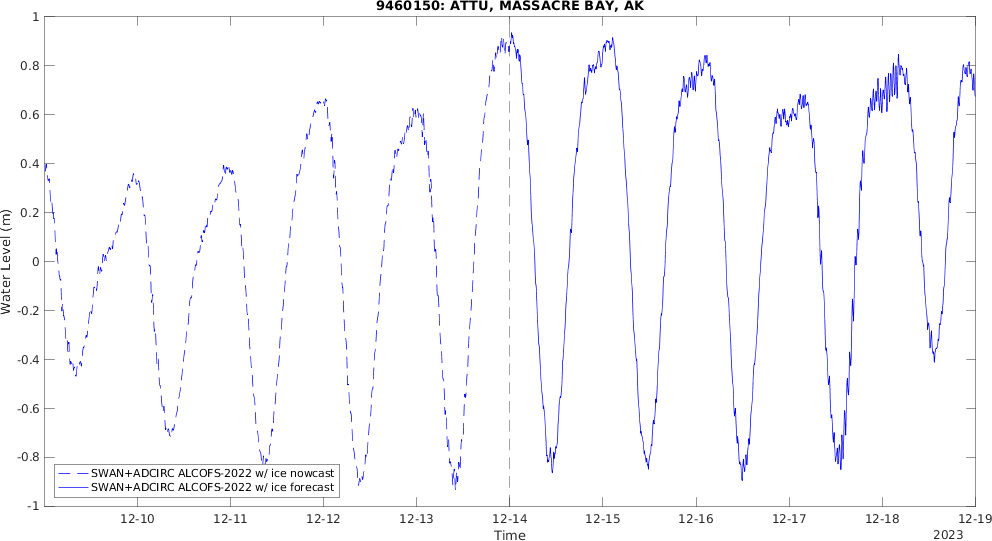 9460150: ATTU, MASSACRE BAY, AK
1
0.8
0.6
0.4
0.2
0
-0.2
-0.4
-0.6
-0.8
-1
Water Level (m)
SWAN+ADCIRC ALCOFS-2022 w/ ice nowcast
SWAN+ADCIRC ALCOFS-2022 w/ ice forecast
12-10 12-11 12-12 12-13 12-14 12-15 12-16 12-17 12-18 12-19
Time
2023